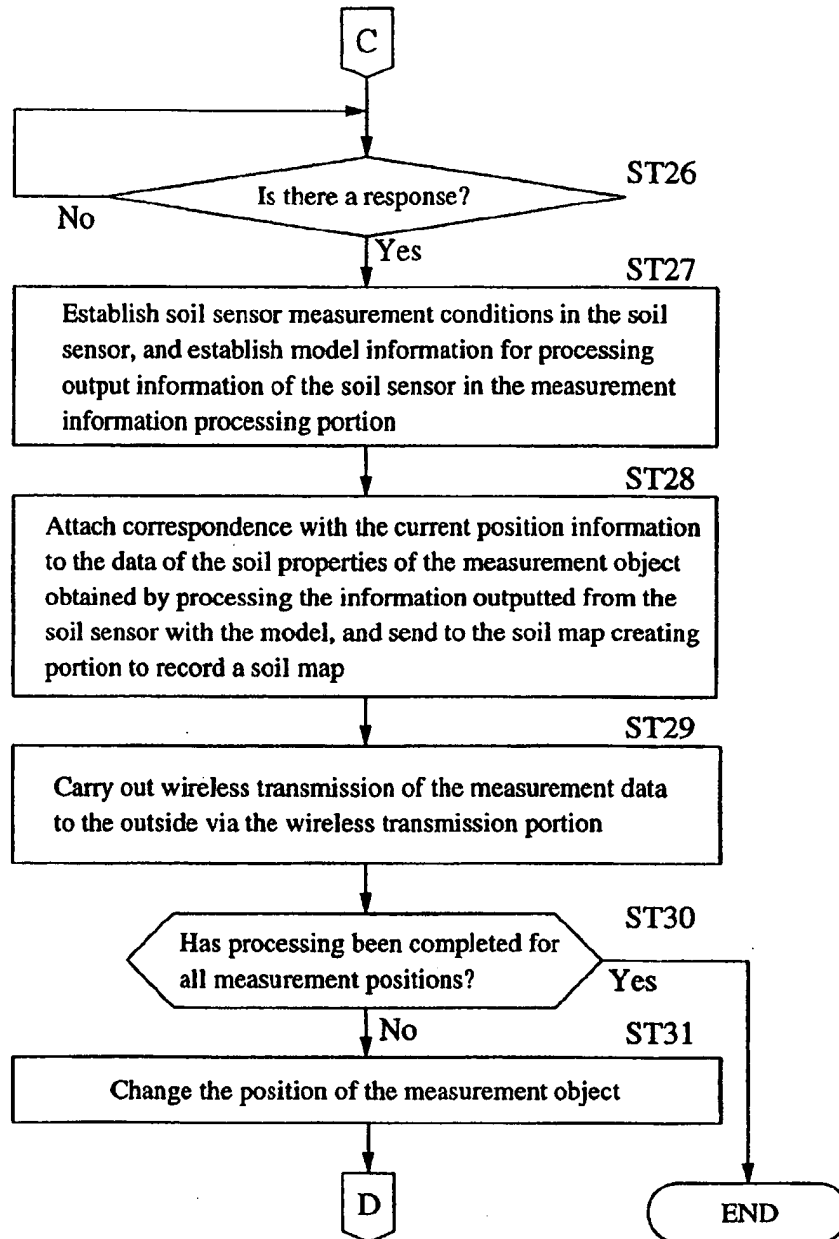 C
ST26
Is there a response?
No
Yes
ST27
Establish soil sensor measurement conditions in the soil
sensor, and establish model information for processing
output information of the soil sensor in the measurement
information processing portion
ST28
Attach correspondence with the current position information
to the data of the soil properties of the measurement object
obtained by processing the information outputted from the
soil sensor with the model, and send to the soil map creating
portion to record a soil map
ST29
Carry out wireless transmission of the measurement data
to the outside via the wireless transmission portion
ST30
Has processing been completed for
all measurement positions?
Yes
No
ST31
Change the position of the measurement object
D
END